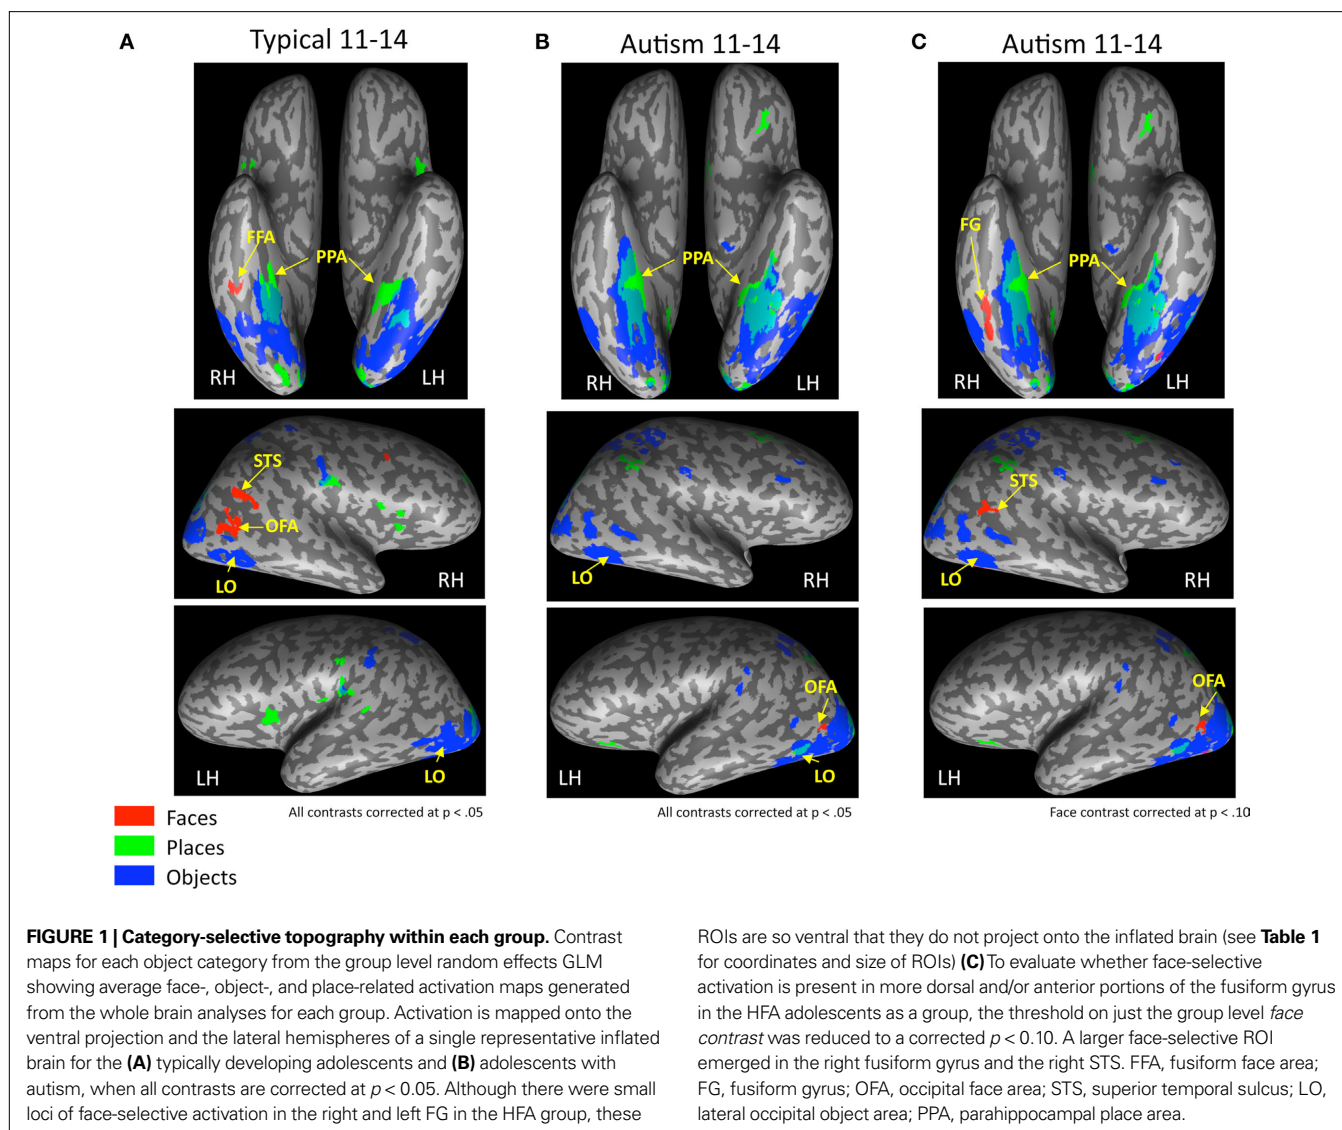 A
Typical 11-14
B
Autism 11-14
C
Autism 11-14
FFA
PPA
RH
LH
PPA
RH
LH
FG
PPA
RH
LH
STS
OFA
LO
RH
LO
RH
STS
LO
RH
LH
LO
OFA
LH
LO
OFA
LH
All contrasts corrected at p < .05
All contrasts corrected at p < .05
Face contrast corrected at p < .10
Faces
Places
Objects
FIGURE 1 | Category-selective topography within each group. Contrast
maps for each object category from the group level random effects GLM
showing average face-, object-, and place-related activation maps generated
from the whole brain analyses for each group. Activation is mapped onto the
ventral projection and the lateral hemispheres of a single representative inflated
brain for the (A) typically developing adolescents and (B) adolescents with
autism, when all contrasts are corrected at p < 0.05. Although there were small
loci of face-selective activation in the right and left FG in the HFA group, these
ROIs are so ventral that they do not project onto the inflated brain (see Table 1
for coordinates and size of ROIs) (C) To evaluate whether face-selective
activation is present in more dorsal and/or anterior portions of the fusiform gyrus
in the HFA adolescents as a group, the threshold on just the group level face
contrast was reduced to a corrected p < 0.10. A larger face-selective ROI
emerged in the right fusiform gyrus and the right STS. FFA, fusiform face area;
FG, fusiform gyrus; OFA, occipital face area; STS, superior temporal sulcus; LO,
lateral occipital object area; PPA, parahippocampal place area.